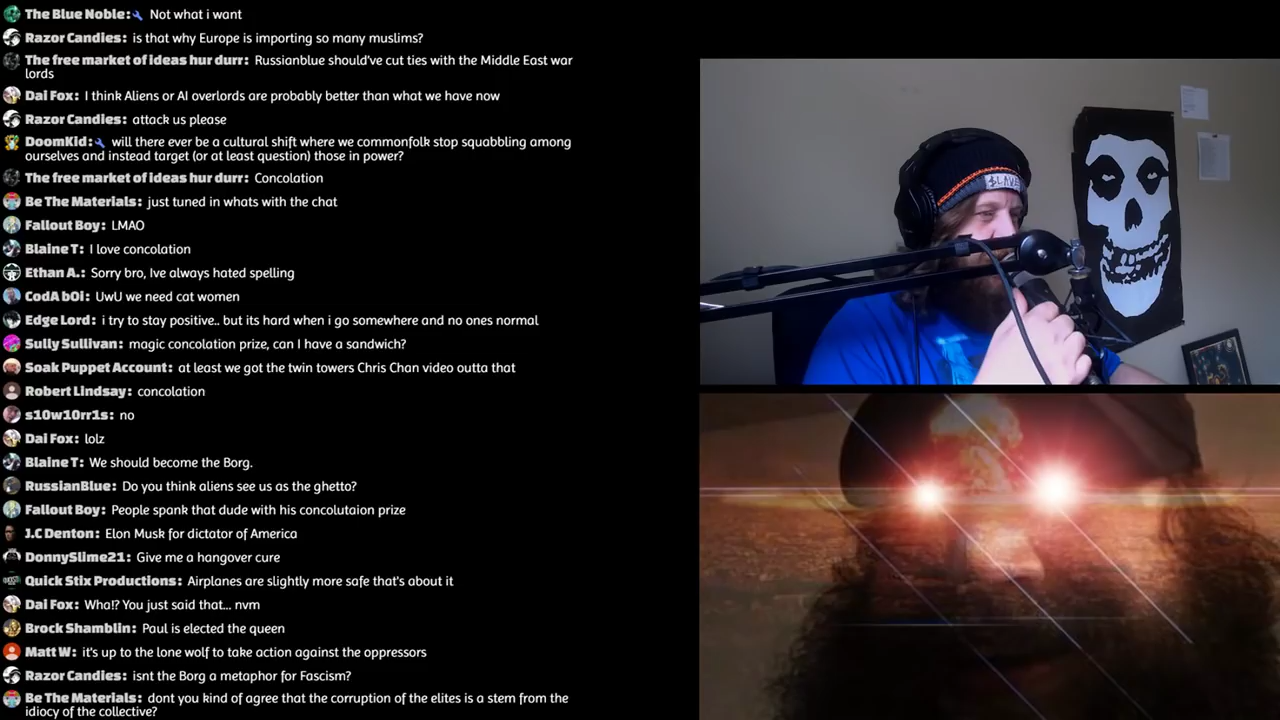 The Blue Noble: Not what i want
Razor Candies: is that why Europe is importing so many muslims?
The free market of ideas hur durr: Russianblue should've cut ties with the Middle East war
lords
Dai Fox: I think Aliens or AI overlords are probably better than what we have now
Razor Candies: attack us please
DoomKid: will there ever be a cultural shift where we commonfolk stop squabbling among
ourselves and instead target (or at least question) those in power?
The free market of ideas hur durr: Concolation
Be The Materials: just tuned in whats with the chat
Fallout Boy: LMAO
Blaine T: I love concolation
Ethan A.: Sorry bro, Ive always hated spelling
CodA bOi: UwU we need cat women
Edge Lord: i try to stay positive.. but its hard when i go somewhere and no ones normal
Sully Sullivan: magic concolation prize, can I have a sandwich?
Soak Puppet Account: at least we got the twin towers Chris Chan video outta that
Robert Lindsay: concolation
s10w10rr1s: no
Dai Fox: lolz
Blaine T: We should become the Borg.
RussianBlue: Do you think aliens see us as the ghetto?
Fallout Boy: People spank that dude with his concolutaion prize
J.C Denton: Elon Musk for dictator of America
DonnySlime21: Give me a hangover cure
Quick Stix Productions: Airplanes are slightly more safe that's about it
Dai Fox: Wha!? You just said that... nvm
Brock Shamblin: Paul is elected the queen
Matt W: it's up to the lone wolf to take action against the oppressors
Razor Candies: isnt the Borg a metaphor for Fascism?
Be The Materials: dont you kind of agree that the corruption of the elites is a stem from the
idiocy of the collective?